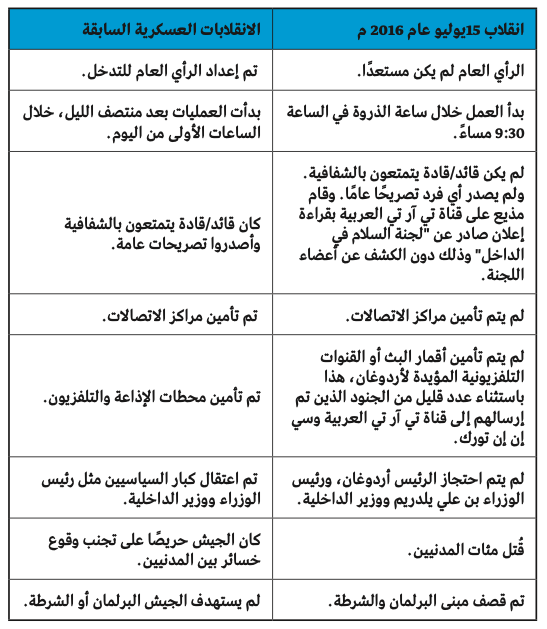 انقلاب 15يوليو عام 2016 م
الانقلابات العسكرية السابقة
الرأي العام لم يكن مستعدًا.
تم إعداد الرأي العام للتدخل.
بدأ العمل خلال ساعة الذروة في الساعة
9:30 مساءً.
بدأت العمليات بعد منتصف الليل، خلال
الساعات الأولى من اليوم.
لم يكن قائد/قادة يتمتعون بالشفافية.
ولم يصدر أي فرد تصريحًا عامًا. وقام
مذيع على قناة تي آر تي العربية بقراءة
إعلان صادر عن "لجنة السلام في
الداخل" وذلك دون الكشف عن أعضاء
اللجنة.
كان قائد/قادة يتمتعون بالشفافية
وأصدروا تصريحات عامة.
لم يتم تأمين مراكز الاتصالات.
تم تأمين مراكز الاتصالات.
لم يتم تأمين أقمار البث أو القنوات
التلفزيونية المؤيدة لأردوغان، هذا
باستثناء عدد قليل من الجنود الذين تم
إرسالهم إلى قناة تي آر تي العربية وسي
إن إن تورك.
تم تأمين محطات الإذاعة والتلفزيون.
لم يتم احتجاز الرئيس أردوغان، ورئيس
الوزراء بن علي يلدريم ووزير الداخلية.
تم اعتقال كبار السياسيين مثل رئيس
الوزراء ووزير الداخلية.
قُتل مئات المدنيين.
كان الجيش حريصًا على تجنب وقوع
خسائر بين المدنيين.
تم قصف مبنى البرلمان والشرطة.
لم يستهدف الجيش البرلمان أو الشرطة.